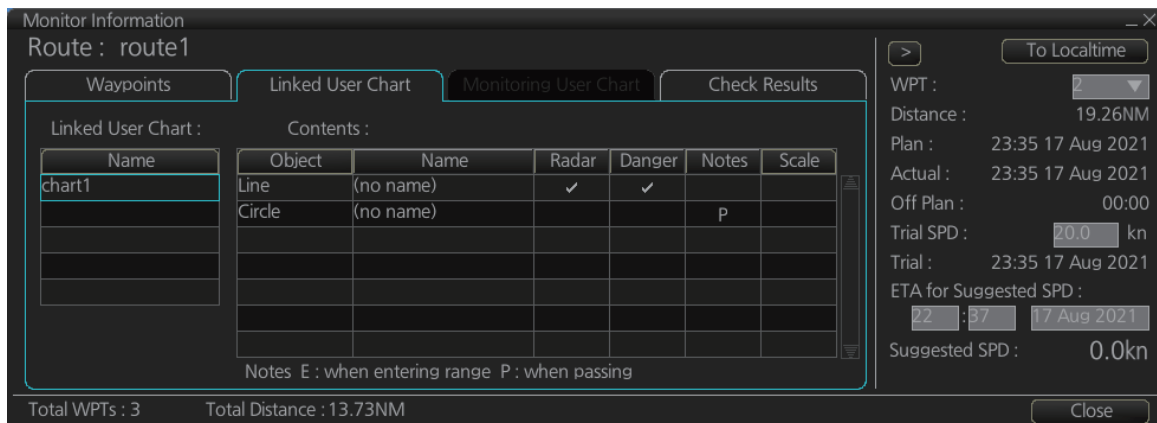 Monitor Information
Route : route1
> To Localtime
Waypoints Linked User Chart Monitoring User Chart Check Results
WPT : 2
Distance : 19.26NM
Linked User Chart : Contents :
Plan : 23:35 17 Aug 2021
Name Object Name Radar Danger Notes Scale
Actual : 23:35 17 Aug 2021
chart1 Line (no name) ✓ ✓
Off Plan : 00:00
Circle (no name) P
Trial SPD : 20.0 kn
Trial : 23:35 17 Aug 2021
ETA for Suggested SPD :
22 :37 17 Aug 2021
Suggested SPD : 0.0kn
Notes E : when entering range P : when passing
Total WPTs : 3 Total Distance : 13.73NM Close